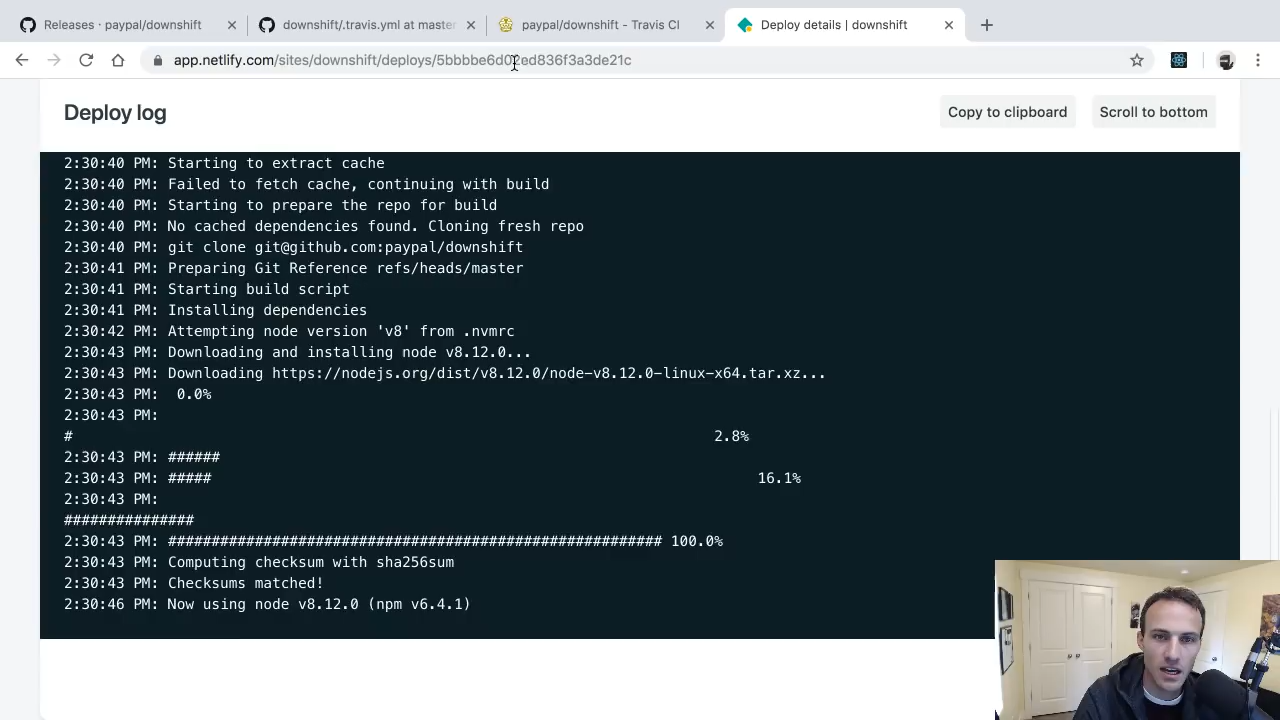 Releases · paypal/downshift
downshift/.travis.yml at master
paypal/downshift - Travis CI
Deploy details | downshift
app.netlify.com/sites/downshift/deploys/5bbbbe6d02ed836f3a3de21c
Deploy log
Copy to clipboard
Scroll to bottom
2:30:40 PM: Starting to extract cache
2:30:40 PM: Failed to fetch cache, continuing with build
2:30:40 PM: Starting to prepare the repo for build
2:30:40 PM: No cached dependencies found. Cloning fresh repo
2:30:40 PM: git clone git@github.com:paypal/downshift
2:30:41 PM: Preparing Git Reference refs/heads/master
2:30:41 PM: Starting build script
2:30:41 PM: Installing dependencies
2:30:42 PM: Attempting node version 'v8' from .nvmrc
2:30:43 PM: Downloading and installing node v8.12.0...
2:30:43 PM: Downloading https://nodejs.org/dist/v8.12.0/node-v8.12.0-linux-x64.tar.xz...
2:30:43 PM:  0.0%
2:30:43 PM:
# 2.8%
2:30:43 PM: ######
2:30:43 PM: ##### 16.1%
2:30:43 PM:
###############
2:30:43 PM: ######################################################### 100.0%
2:30:43 PM: Computing checksum with sha256sum
2:30:43 PM: Checksums matched!
2:30:46 PM: Now using node v8.12.0 (npm v6.4.1)